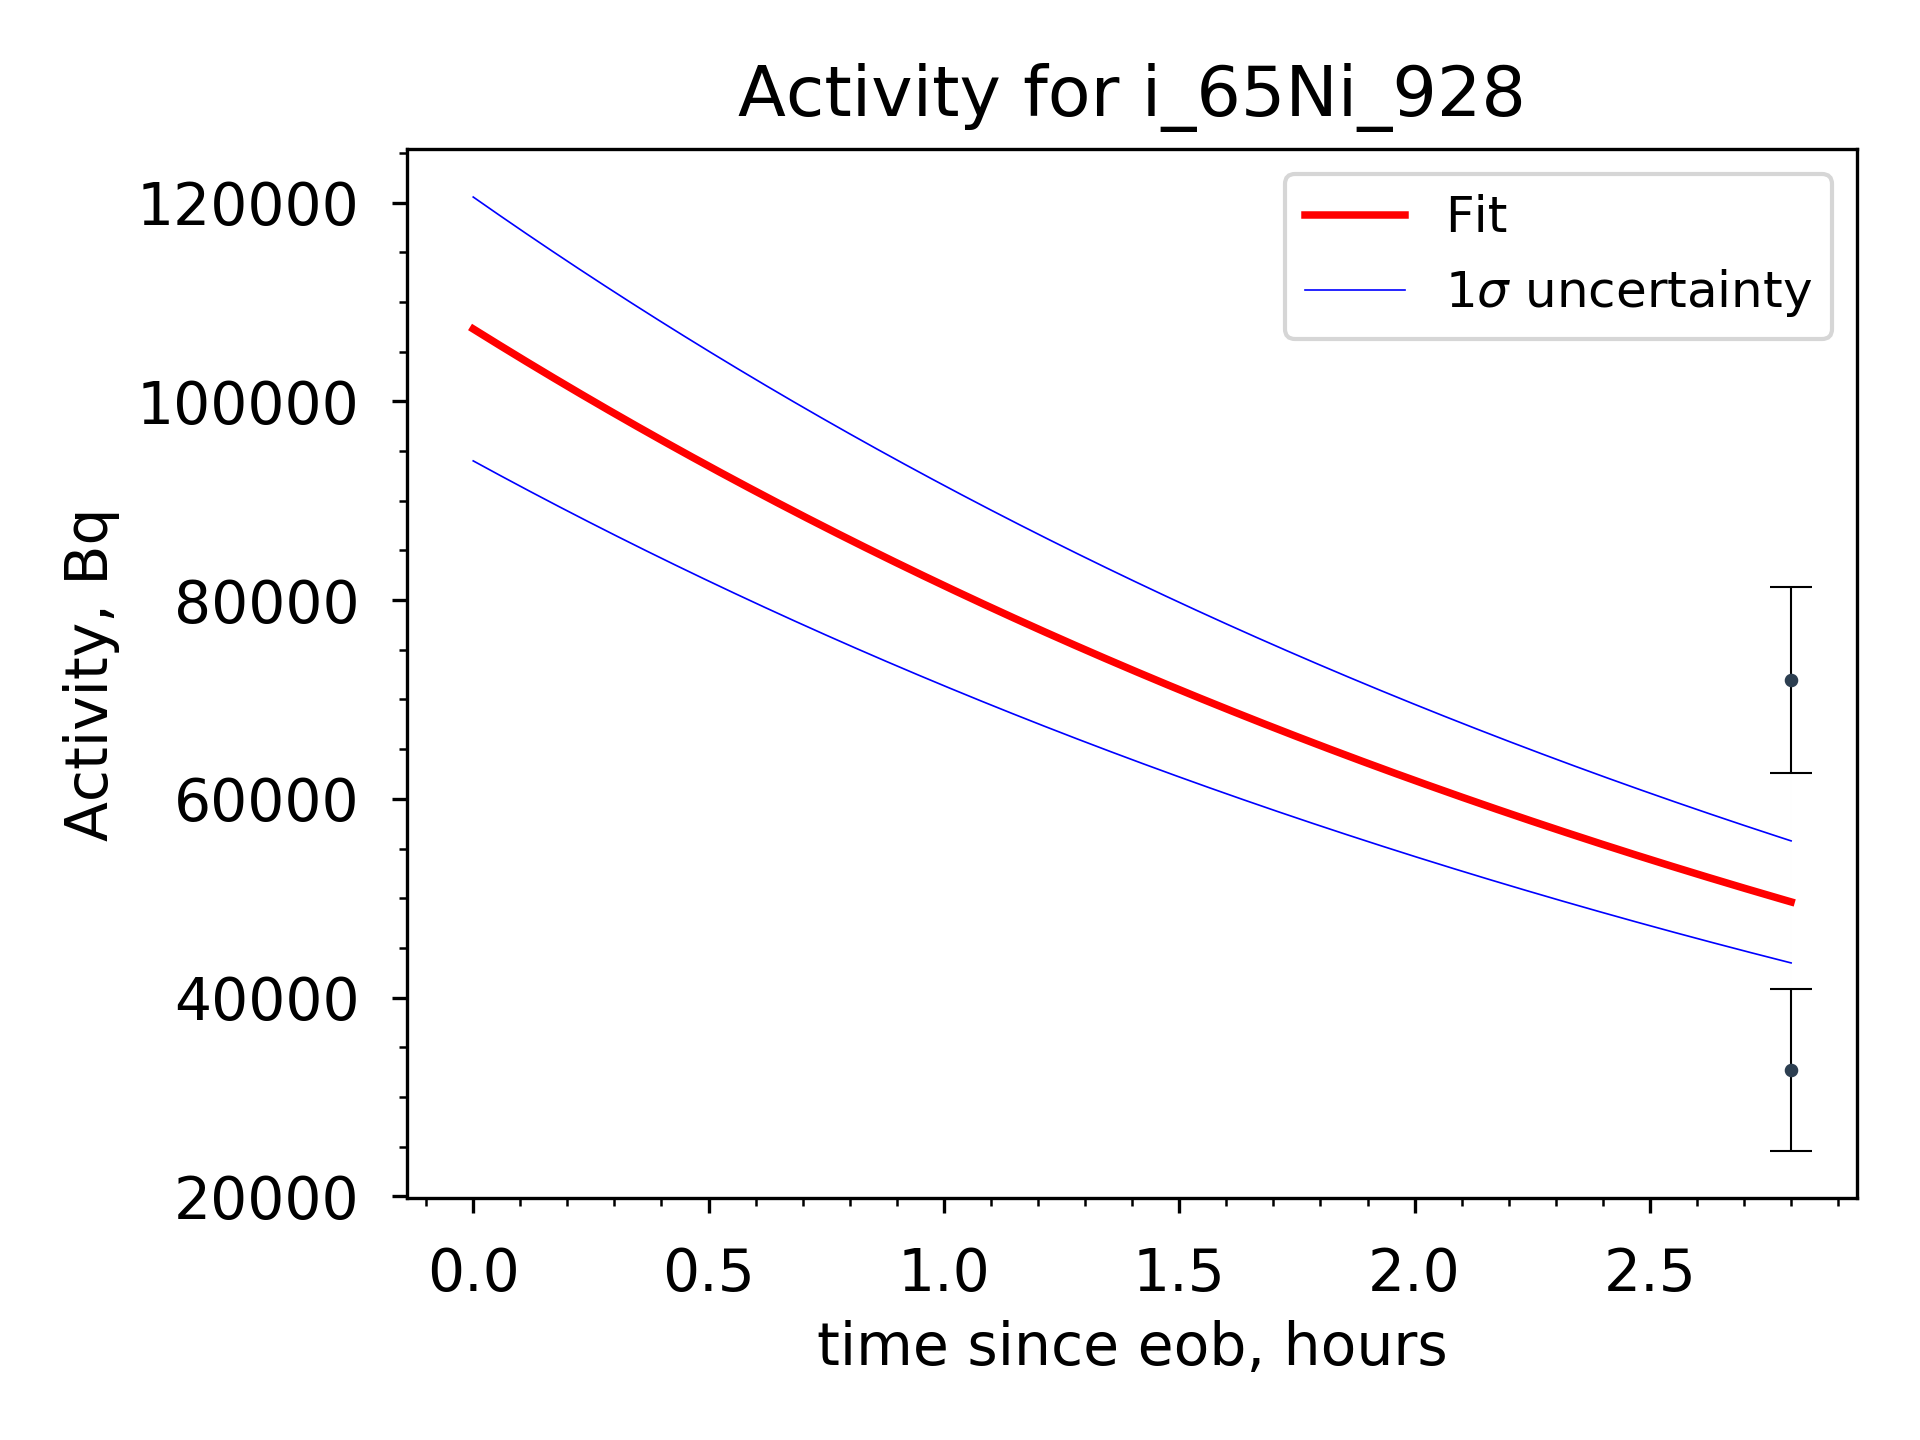 Activity for i_65Ni_928
Fit
1σ uncertainty
Activity, Bq
120000
100000
80000
60000
40000
20000
0.0 0.5 1.0 1.5 2.0 2.5
time since eob, hours